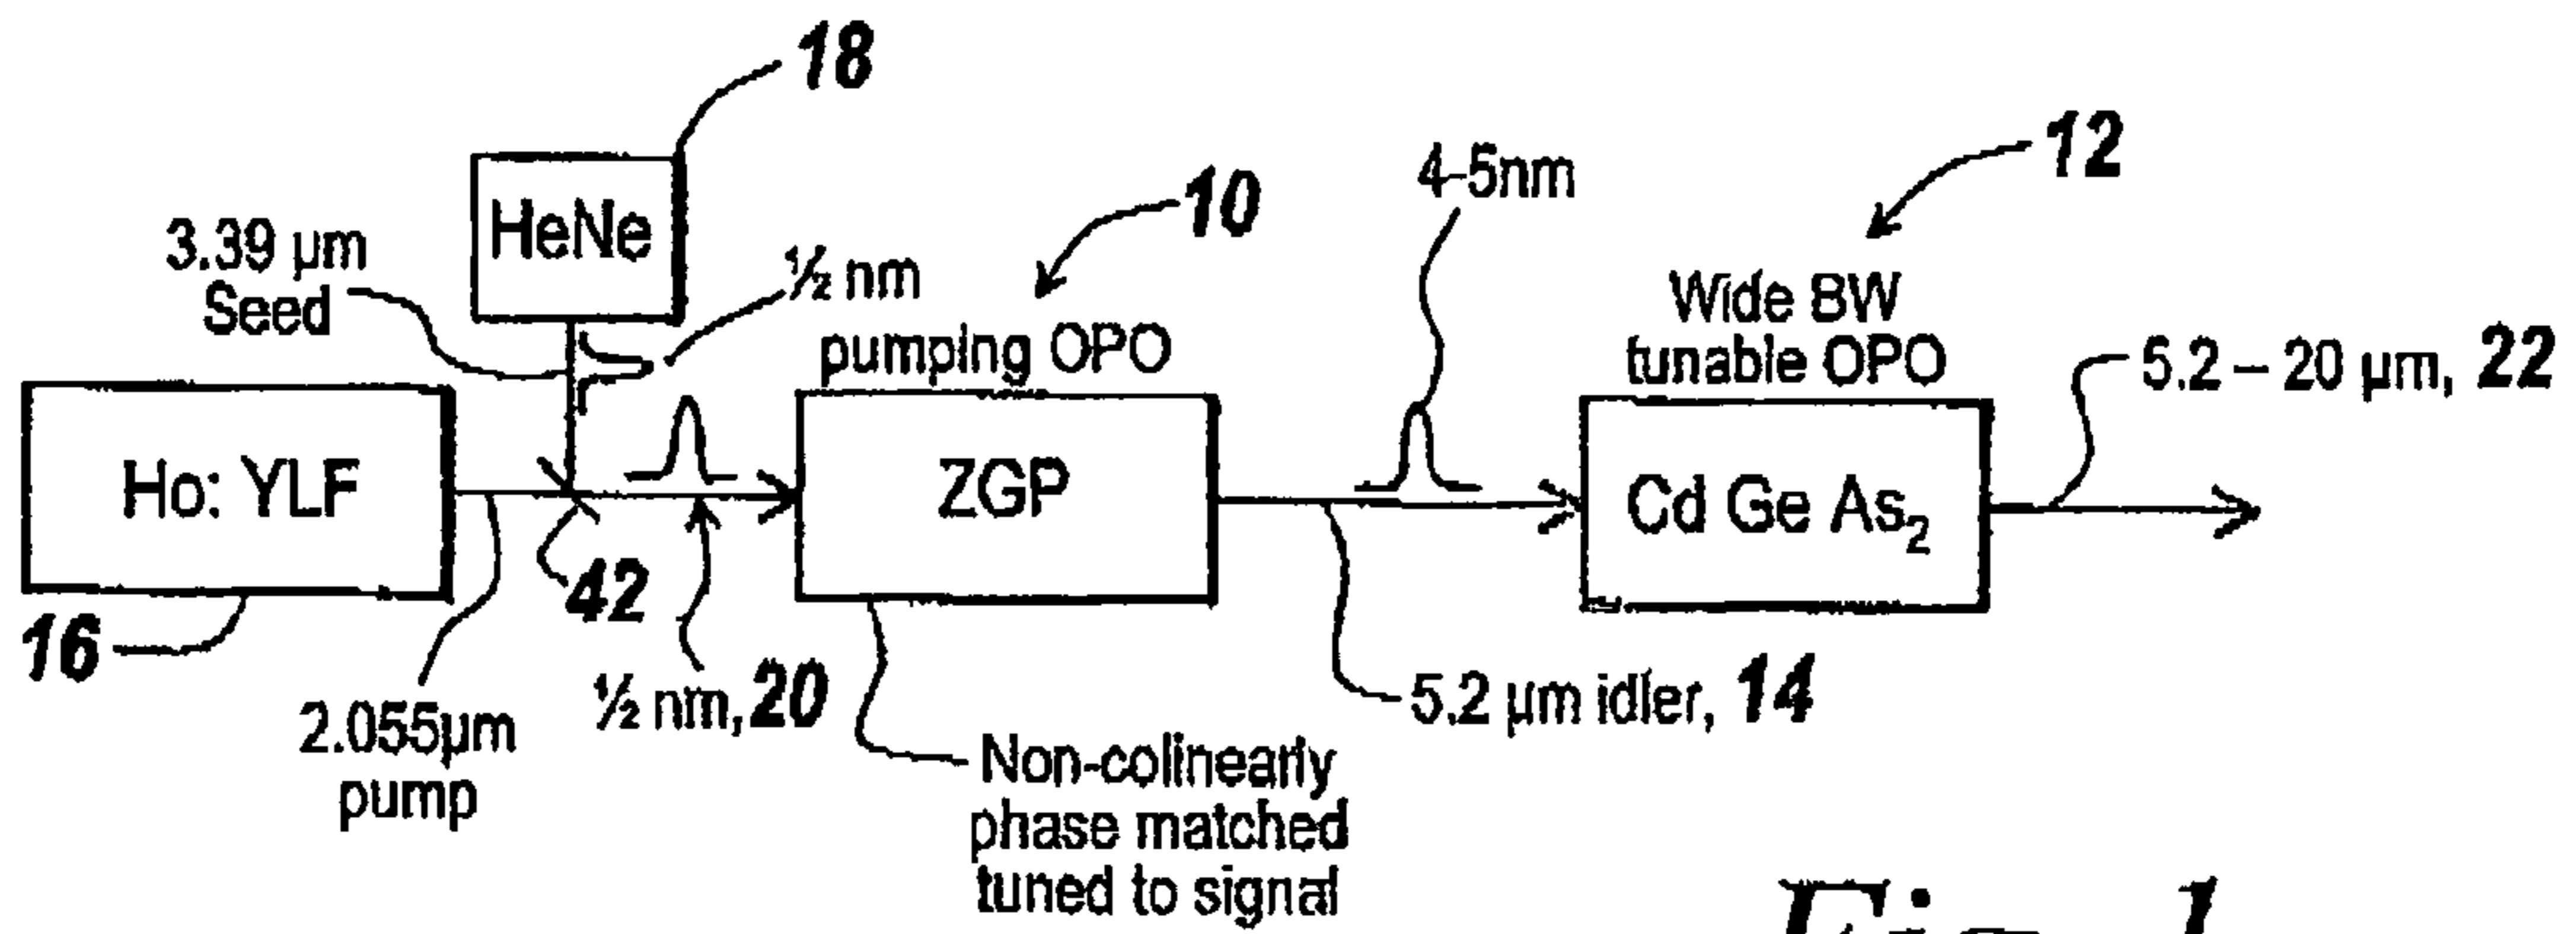 18
HeNe
3.39 µm
Seed
½ nm
10
pumping OPO
4-5nm
12
Wide BW
tunable OPO
5.2 – 20 µm, 22
Ho: YLF
ZGP
Cd Ge As₂
16
42
2.055µm
pump
½ nm, 20
Non-colinearly
phase matched
tuned to signal
5.2 µm idler, 14